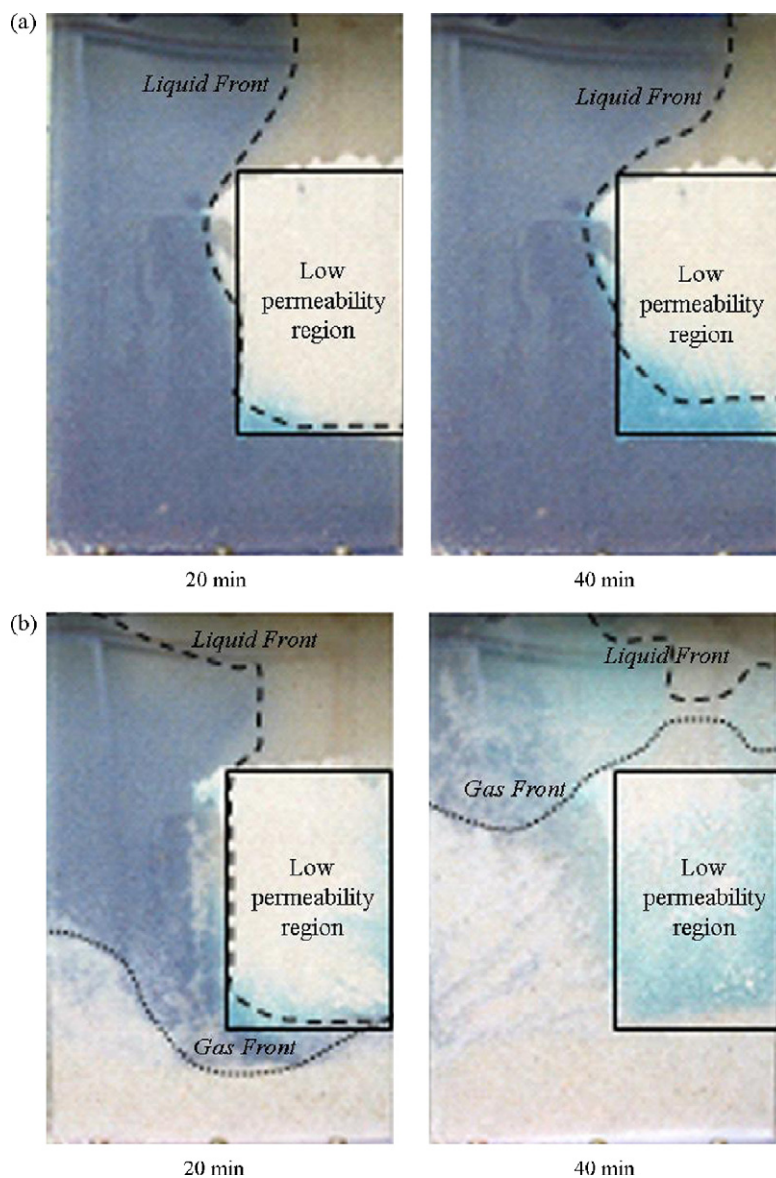 (a)
Liquid Front
Liquid Front
Low
permeability
region
Low
permeability
region
20 min
40 min
(b)
Liquid Front
Liquid Front
Gas Front
Low
permeability
region
Low
permeability
region
Gas Front
20 min
40 min